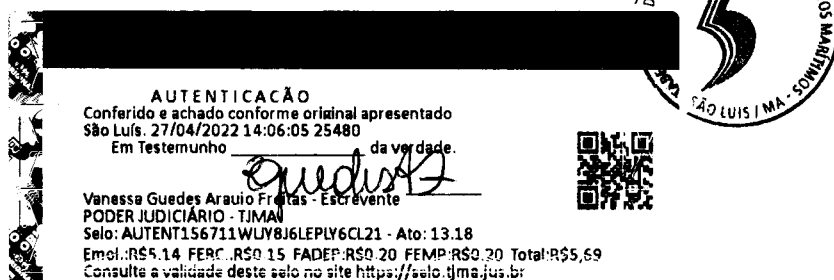 AUTENTICACÃO
Conferido e achado conforme original apresentado
São Luís. 27/04/2022 14:06:05 25480
Em Testemunho ____________ da verdade.
Vanessa Guedes Araujo Freitas - Escrevente
PODER JUDICIÁRIO - TJMA
Selo: AUTENT156711WUY8J6LEPLY6CL21 - Ato: 13.18
Emol.:R$5.14 FERC..R$0.15 FADEP:R$0.20 FEMP:R$0.20 Total:R$5,69
Consulte a validade deste selo no site https://selo.tjma.jus.br
OS MARÍTIMOS
SÃO LUIS / MA -